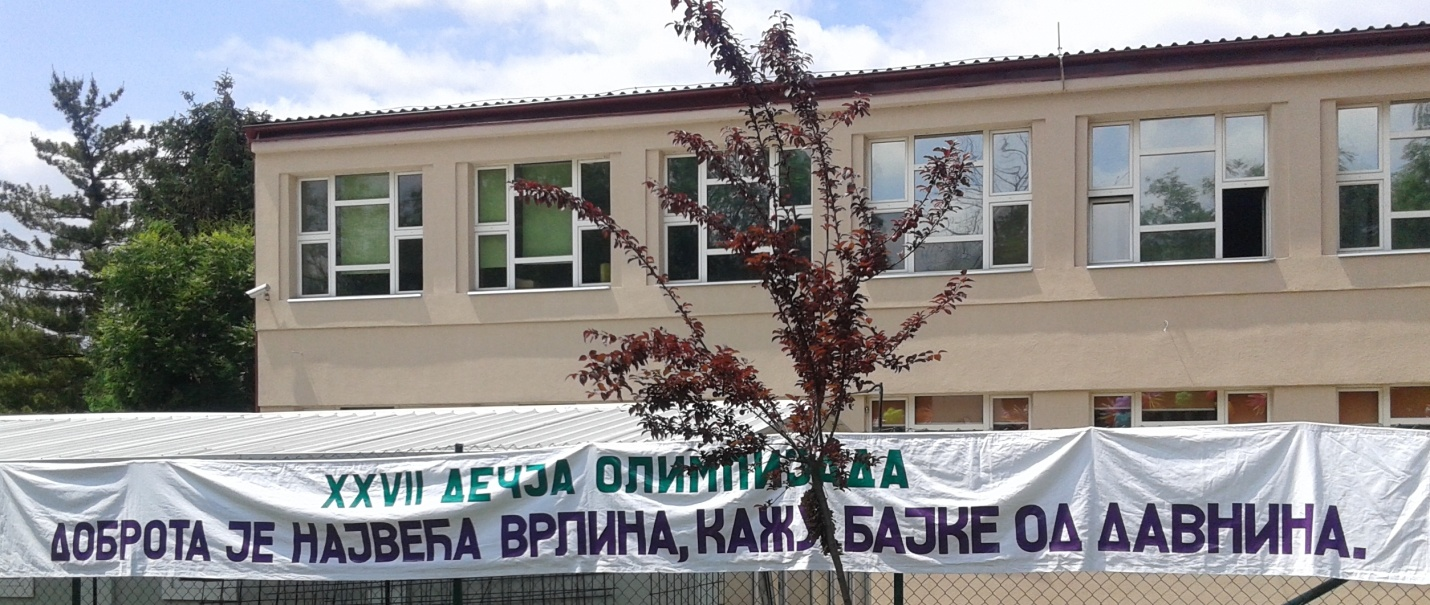 XXVII ДЕЧЈА ОЛИМПИЈАДА
ДОБРОТА ЈЕ НАЈВЕЋА ВРЛИНА, КАЖУ БАЈКЕ ОД ДАВНИНА.